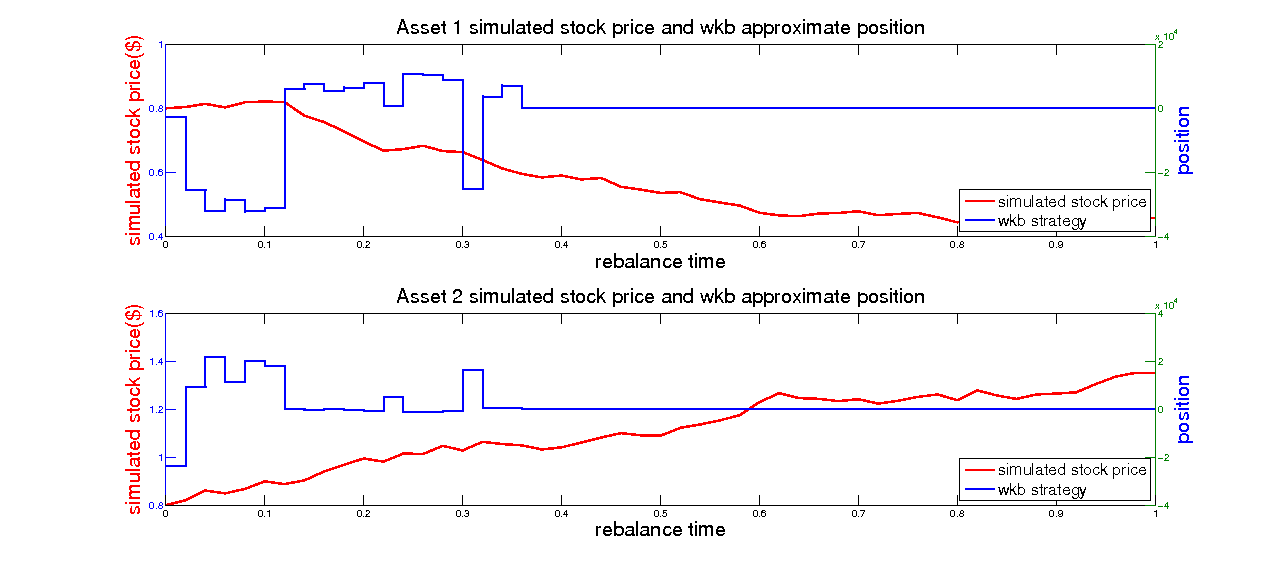 Asset 1 simulated stock price and wkb approximate position
x 10^4
1
0.8
0.6
0.4
simulated stock price($)
2
0
−2
−4
position
simulated stock price
wkb strategy
0 0.1 0.2 0.3 0.4 0.5 0.6 0.7 0.8 0.9 1
rebalance time
Asset 2 simulated stock price and wkb approximate position
x 10^4
1.6
1.4
1.2
1
0.8
simulated stock price($)
4
2
0
−2
−4
position
simulated stock price
wkb strategy
0 0.1 0.2 0.3 0.4 0.5 0.6 0.7 0.8 0.9 1
rebalance time